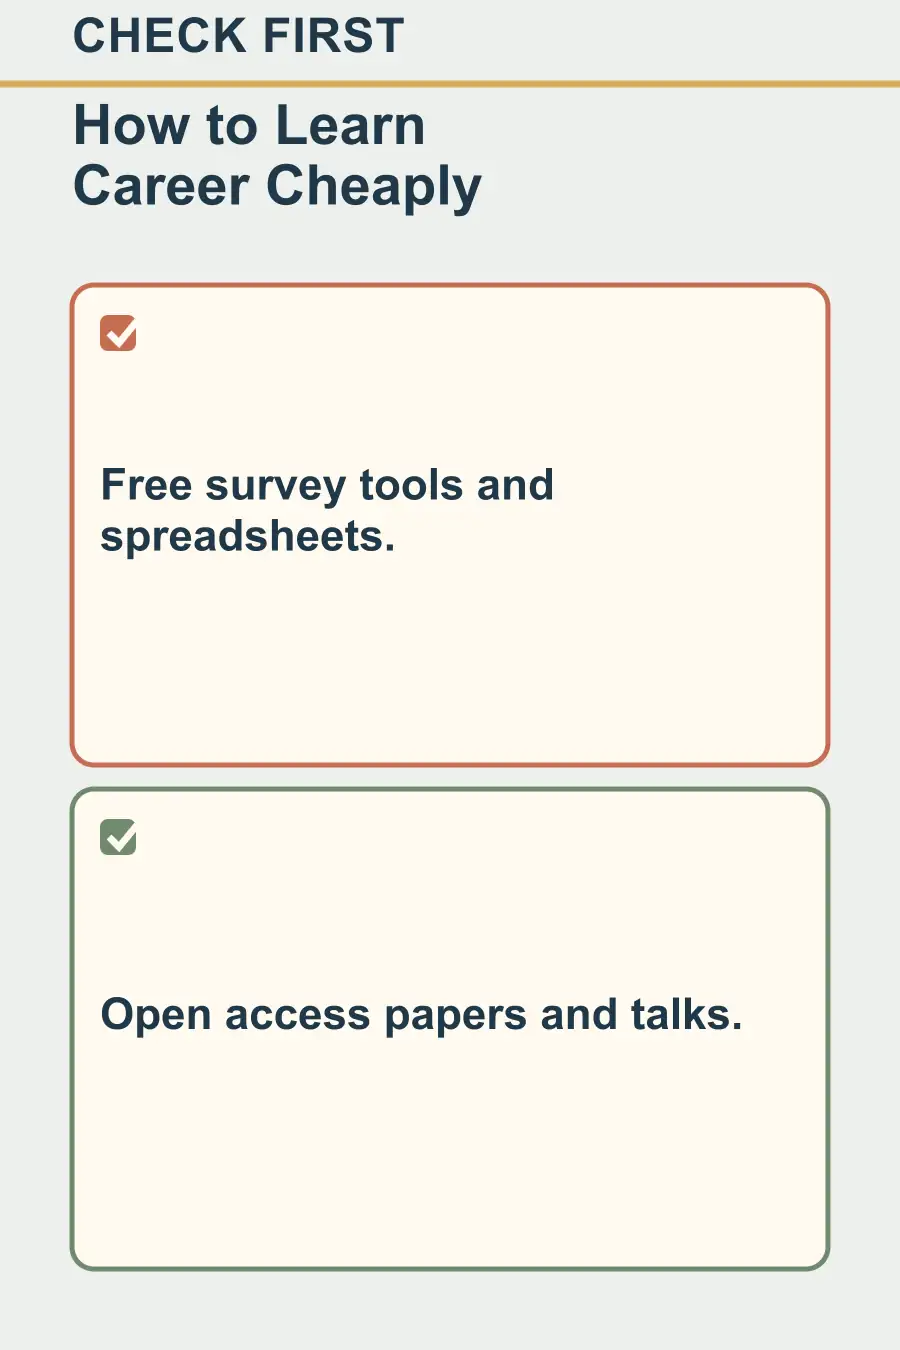 CHECK FIRST
How to Learn
Career Cheaply
Free survey tools and
spreadsheets.
Open access papers and talks.